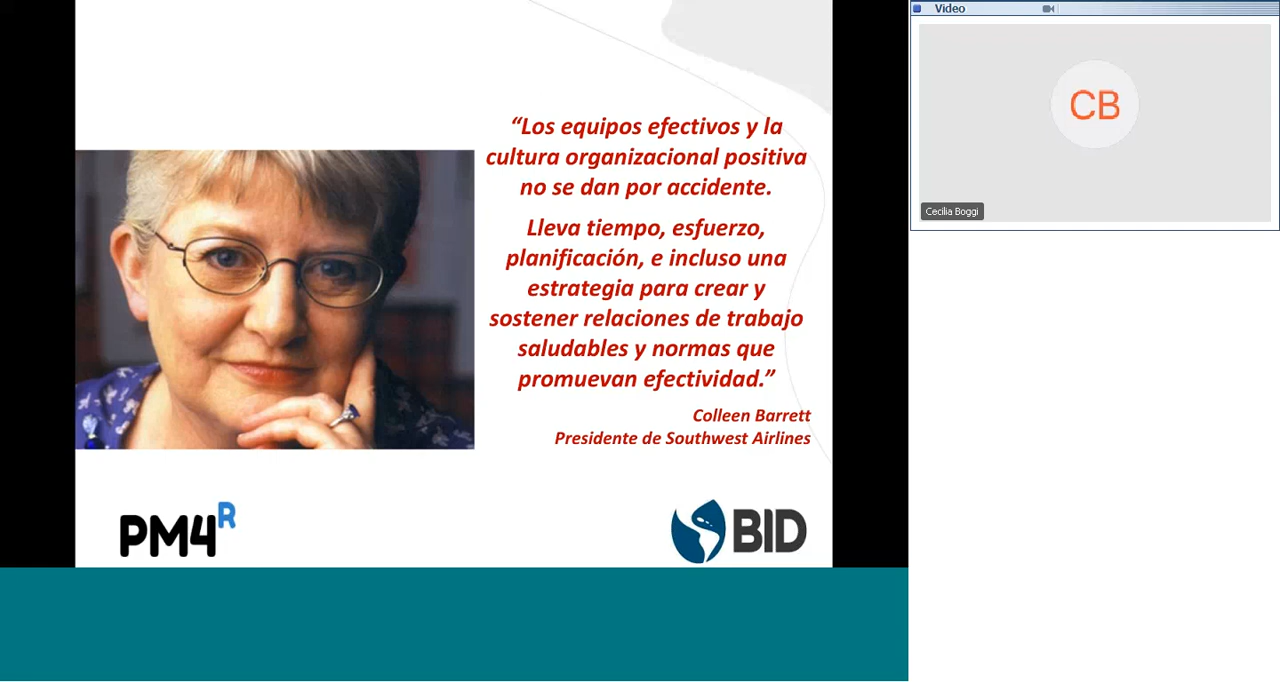 “Los equipos efectivos y la
cultura organizacional positiva
no se dan por accidente.
Lleva tiempo, esfuerzo,
planificación, e incluso una
estrategia para crear y
sostener relaciones de trabajo
saludables y normas que
promuevan efectividad.”
Colleen Barrett
Presidente de Southwest Airlines
PM4R
BID
Video
CB
Cecilia Boggi